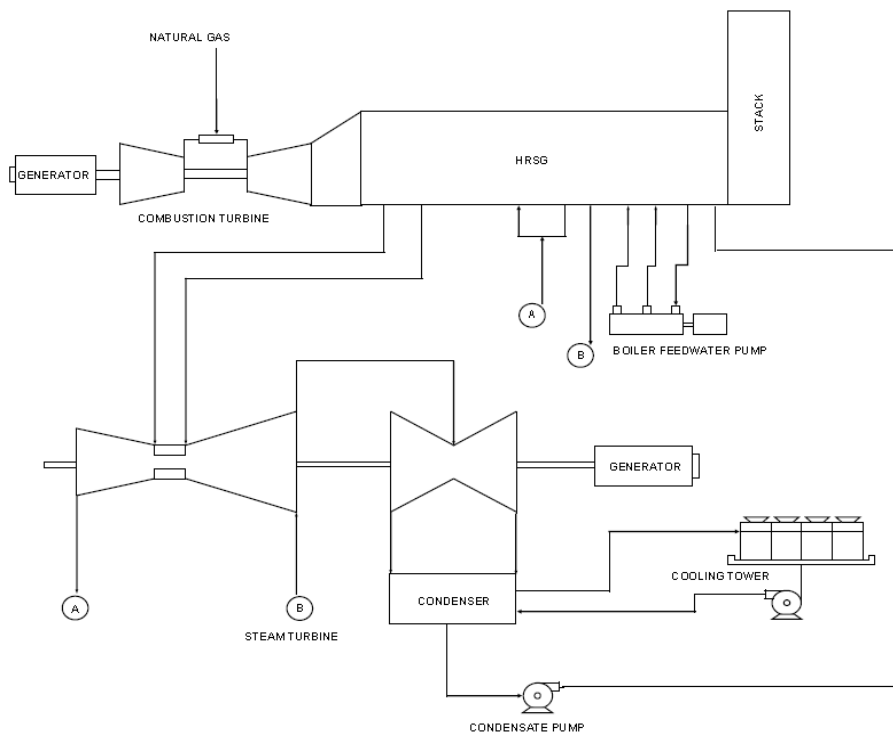 NATURAL GAS
STACK
HRSG
GENERATOR
COMBUSTION TURBINE
A
B
BOILER FEEDWATER PUMP
GENERATOR
COOLING TOWER
A
B
CONDENSER
STEAM TURBINE
CONDENSATE PUMP